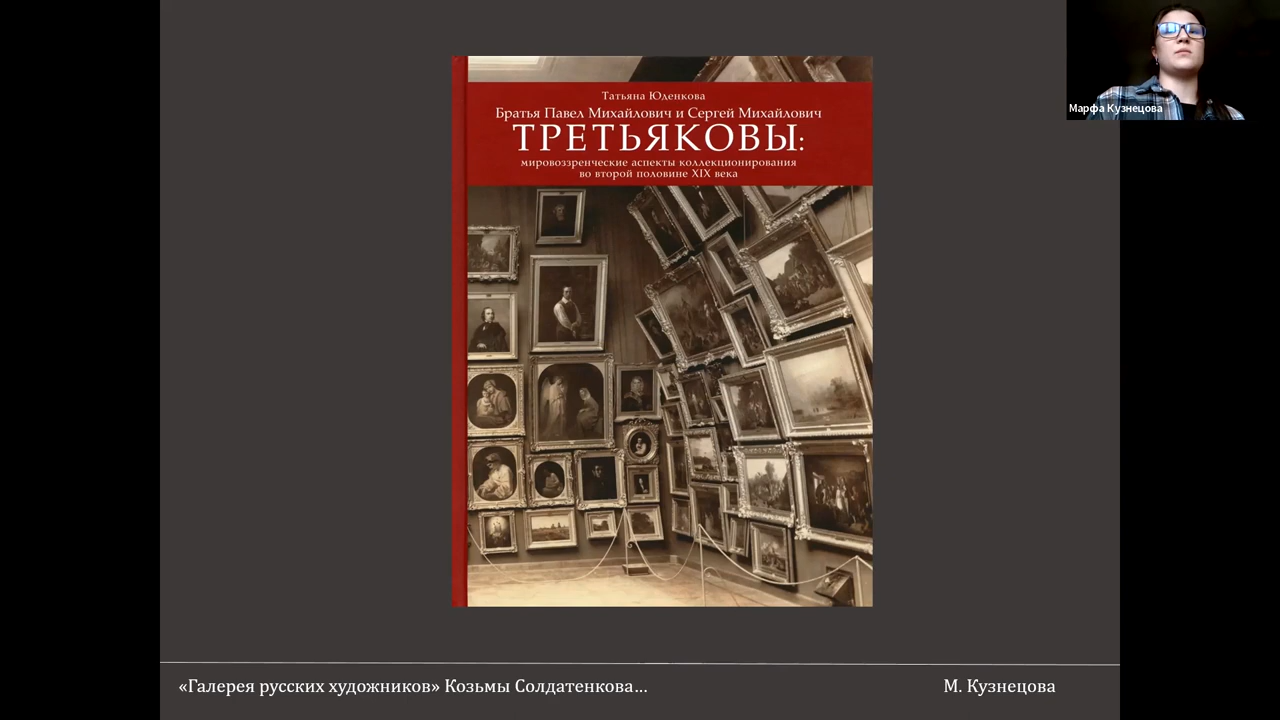 Татьяна Юденкова
Братья Павел Михайлович и Сергей Михайлович
ТРЕТЬЯКОВЫ:
мировоззренческие аспекты коллекционирования
во второй половине XIX века
Марфа Кузнецова
«Галерея русских художников» Козьмы Солдатенкова...
М. Кузнецова